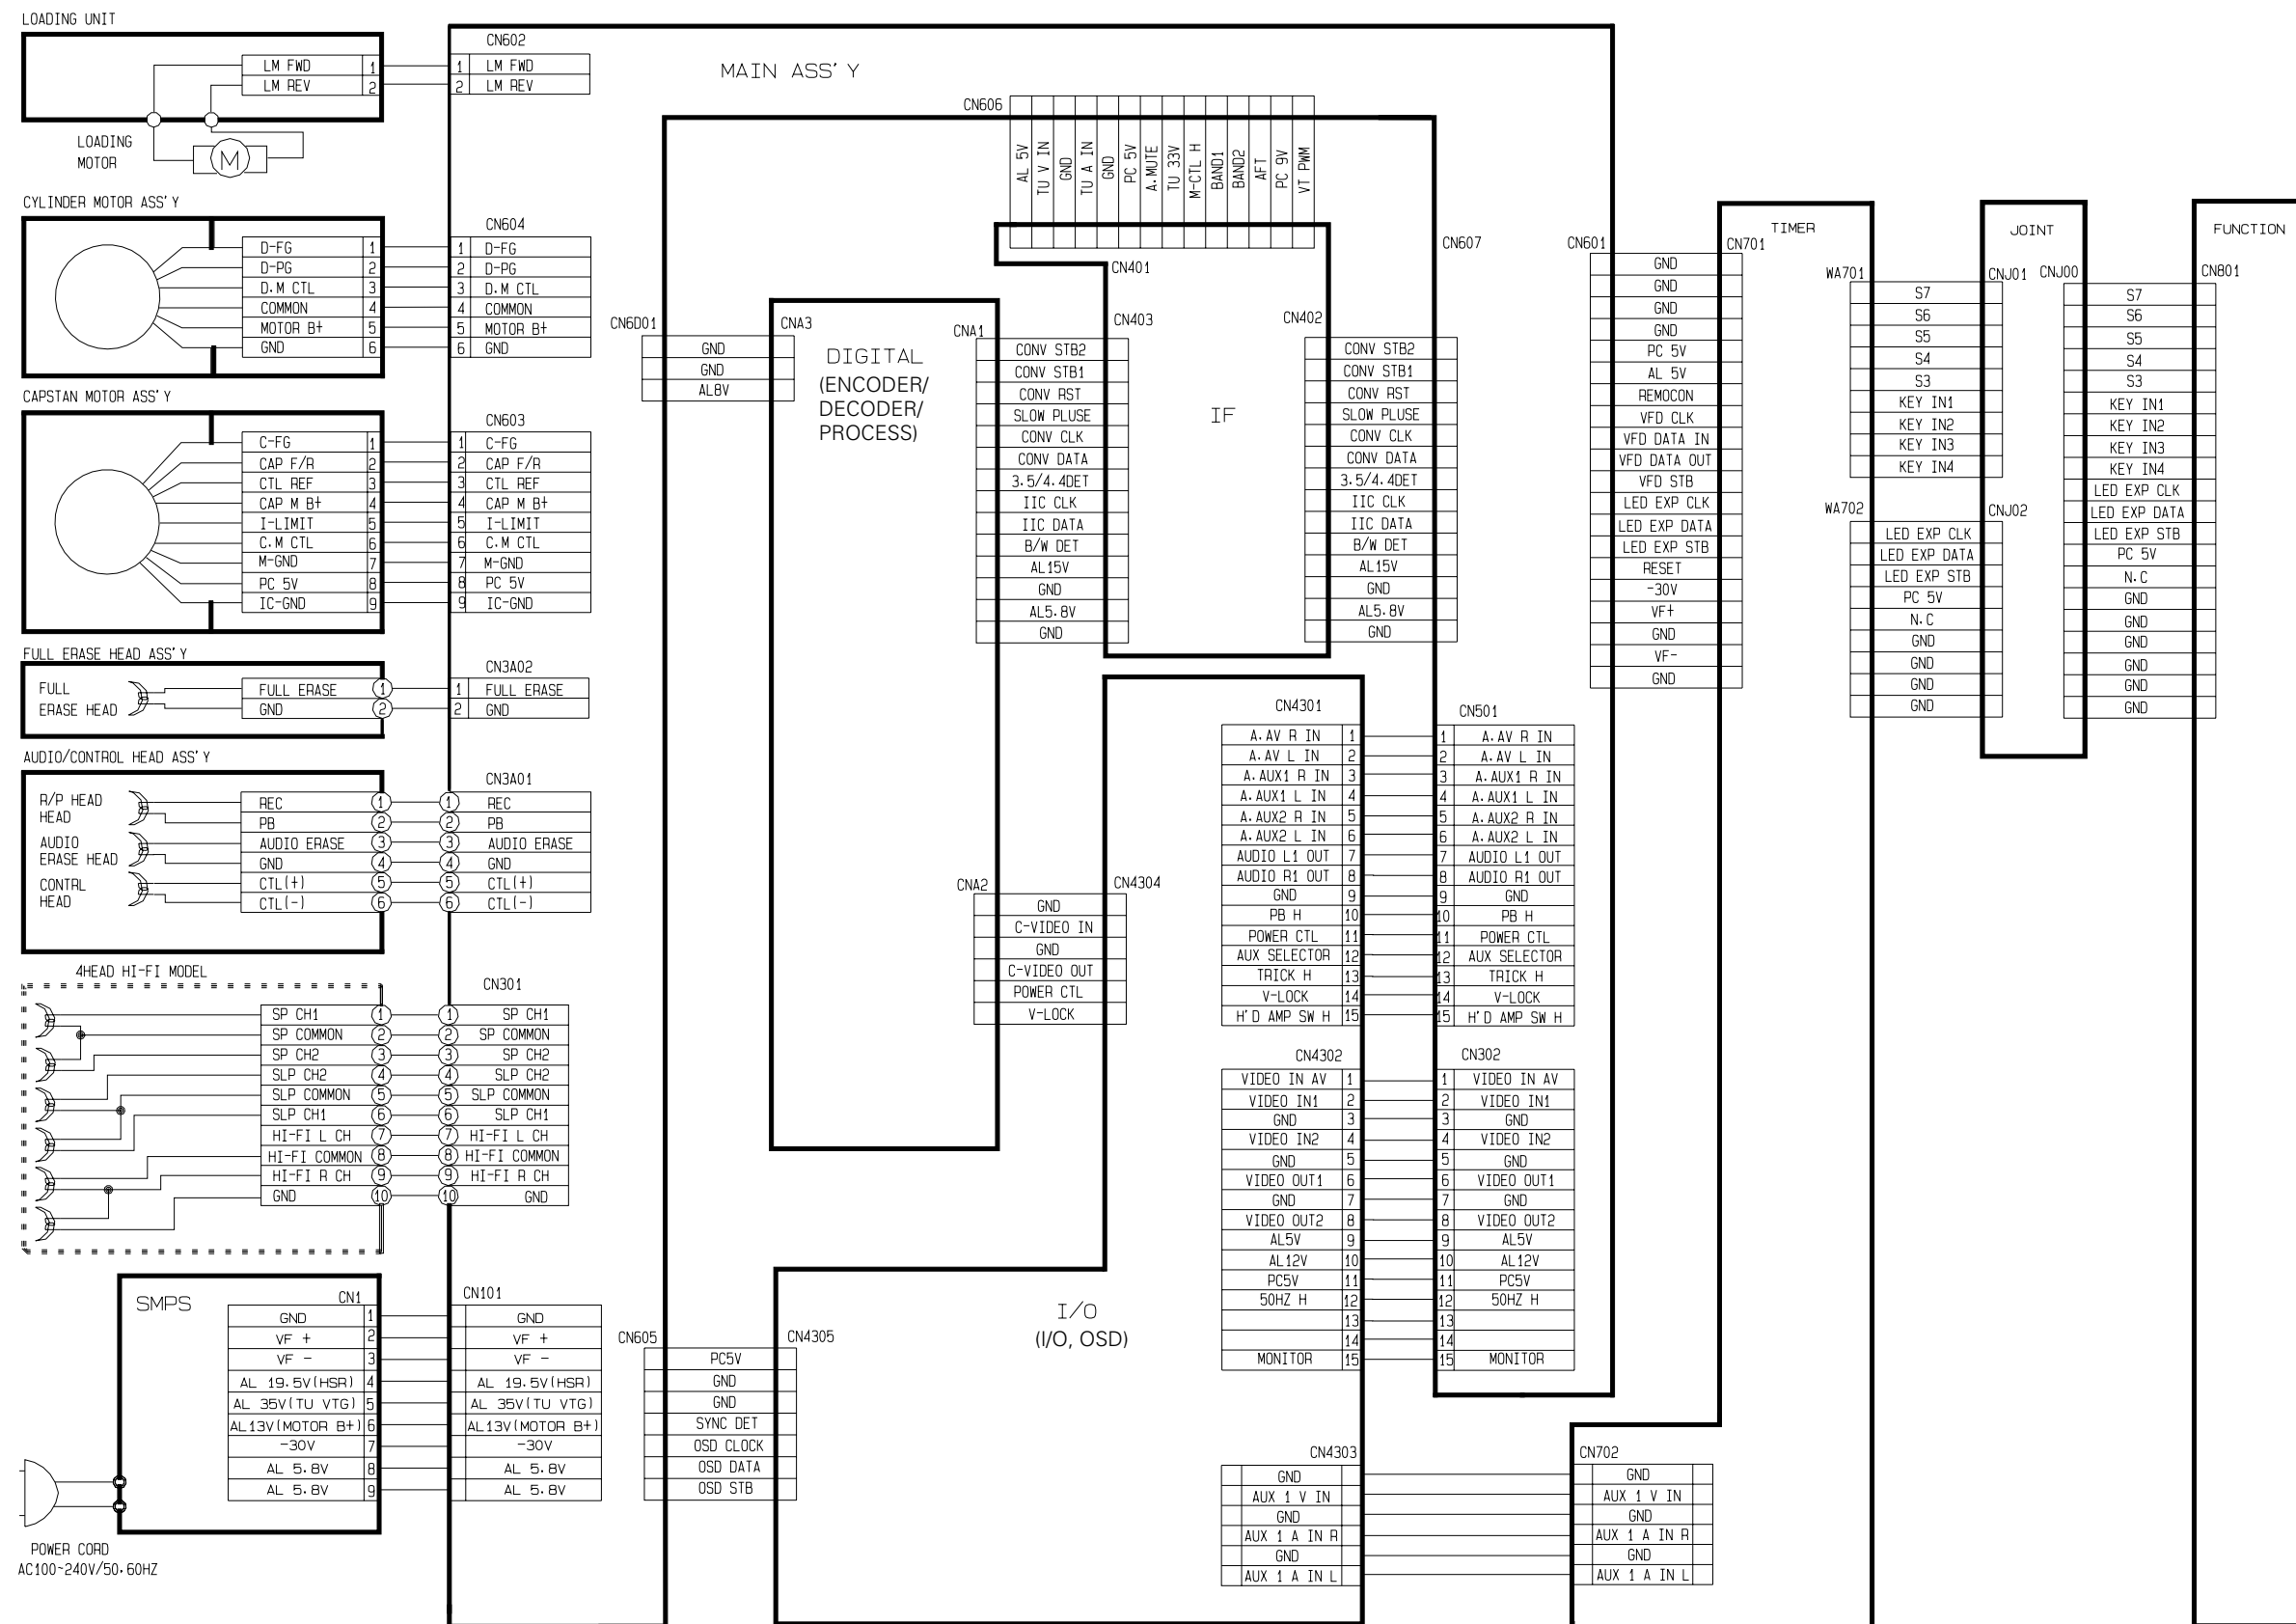 LOADING UNIT
LM FWD 1
LM REV 2
LOADING
MOTOR
M
CN602
1 LM FWD
2 LM REV
MAIN ASS'Y
CYLINDER MOTOR ASS'Y
D-FG 1
D-PG 2
D.M CTL 3
COMMON 4
MOTOR B+ 5
GND 6
CN604
1 D-FG
2 D-PG
3 D.M CTL
4 COMMON
5 MOTOR B+
6 GND
CAPSTAN MOTOR ASS'Y
C-FG 1
CAP F/R 2
CTL REF 3
CAP M B+ 4
I-LIMIT 5
C.M CTL 6
M-GND 7
PC 5V 8
IC-GND 9
CN603
1 C-FG
2 CAP F/R
3 CTL REF
4 CAP M B+
5 I-LIMIT
6 C.M CTL
7 M-GND
8 PC 5V
9 IC-GND
FULL ERASE HEAD ASS'Y
FULL
ERASE HEAD
FULL ERASE 1
GND 2
CN3A02
1 FULL ERASE
2 GND
AUDIO/CONTROL HEAD ASS'Y
R/P HEAD
HEAD
AUDIO
ERASE HEAD
CONTRL
HEAD
REC 1
PB 2
AUDIO ERASE 3
GND 4
CTL(+) 5
CTL(-) 6
CN3A01
1 REC
2 PB
3 AUDIO ERASE
4 GND
5 CTL(+)
6 CTL(-)
4HEAD HI-FI MODEL
SP CH1 1
SP COMMON 2
SP CH2 3
SLP CH2 4
SLP COMMON 5
SLP CH1 6
HI-FI L CH 7
HI-FI COMMON 8
HI-FI R CH 9
GND 10
CN301
1 SP CH1
2 SP COMMON
3 SP CH2
4 SLP CH2
5 SLP COMMON
6 SLP CH1
7 HI-FI L CH
8 HI-FI COMMON
9 HI-FI R CH
10 GND
SMPS
CN1
GND 1
VF + 2
VF - 3
AL 19.5V(HSR) 4
AL 35V(TU VTG) 5
AL13V(MOTOR B+) 6
-30V 7
AL 5.8V 8
AL 5.8V 9
POWER CORD
AC100~240V/50.60HZ
CN101
GND
VF +
VF -
AL 19.5V(HSR)
AL 35V(TU VTG)
AL13V(MOTOR B+)
-30V
AL 5.8V
AL 5.8V
CN606
AL 5V
TU V IN
GND
TU A IN
GND
PC 5V
A.MUTE
TU 33V
M-CTL H
BAND1
BAND2
AFT
PC 9V
VT PWM
CN401
CN6D01
CNA3
GND
GND
AL8V
DIGITAL
(ENCODER/
DECODER/
PROCESS)
CNA1
CN403
CONV STB2
CONV STB1
CONV RST
SLOW PLUSE
CONV CLK
CONV DATA
3.5/4.4DET
IIC CLK
IIC DATA
B/W DET
AL15V
GND
AL5.8V
GND
IF
CN402
CN607
CONV STB2
CONV STB1
CONV RST
SLOW PLUSE
CONV CLK
CONV DATA
3.5/4.4DET
IIC CLK
IIC DATA
B/W DET
AL15V
GND
AL5.8V
GND
CNA2
CN4304
GND
C-VIDEO IN
GND
C-VIDEO OUT
POWER CTL
V-LOCK
CN4301
A.AV R IN 1
A.AV L IN 2
A.AUX1 R IN 3
A.AUX1 L IN 4
A.AUX2 R IN 5
A.AUX2 L IN 6
AUDIO L1 OUT 7
AUDIO R1 OUT 8
GND 9
PB H 10
POWER CTL 11
AUX SELECTOR 12
TRICK H 13
V-LOCK 14
H'D AMP SW H 15
CN501
1 A.AV R IN
2 A.AV L IN
3 A.AUX1 R IN
4 A.AUX1 L IN
5 A.AUX2 R IN
6 A.AUX2 L IN
7 AUDIO L1 OUT
8 AUDIO R1 OUT
9 GND
10 PB H
11 POWER CTL
12 AUX SELECTOR
13 TRICK H
14 V-LOCK
15 H'D AMP SW H
CN4302
VIDEO IN AV 1
VIDEO IN1 2
GND 3
VIDEO IN2 4
GND 5
VIDEO OUT1 6
GND 7
VIDEO OUT2 8
AL5V 9
AL12V 10
PC5V 11
50HZ H 12
13
14
MONITOR 15
CN302
1 VIDEO IN AV
2 VIDEO IN1
3 GND
4 VIDEO IN2
5 GND
6 VIDEO OUT1
7 GND
8 VIDEO OUT2
9 AL5V
10 AL12V
11 PC5V
12 50HZ H
13
14
15 MONITOR
I/O
(I/O, OSD)
CN605
CN4305
PC5V
GND
GND
SYNC DET
OSD CLOCK
OSD DATA
OSD STB
CN4303
GND
AUX 1 V IN
GND
AUX 1 A IN R
GND
AUX 1 A IN L
CN702
GND
AUX 1 V IN
GND
AUX 1 A IN R
GND
AUX 1 A IN L
CN601
CN701
GND
GND
GND
GND
PC 5V
AL 5V
REMOCON
VFD CLK
VFD DATA IN
VFD DATA OUT
VFD STB
LED EXP CLK
LED EXP DATA
LED EXP STB
RESET
-30V
VF+
GND
VF-
GND
TIMER
WA701
CNJ01
S7
S6
S5
S4
S3
KEY IN1
KEY IN2
KEY IN3
KEY IN4
WA702
CNJ02
LED EXP CLK
LED EXP DATA
LED EXP STB
PC 5V
N.C
GND
GND
GND
GND
JOINT
CNJ00
CN801
S7
S6
S5
S4
S3
KEY IN1
KEY IN2
KEY IN3
KEY IN4
LED EXP CLK
LED EXP DATA
LED EXP STB
PC 5V
N.C
GND
GND
GND
GND
GND
GND
FUNCTION